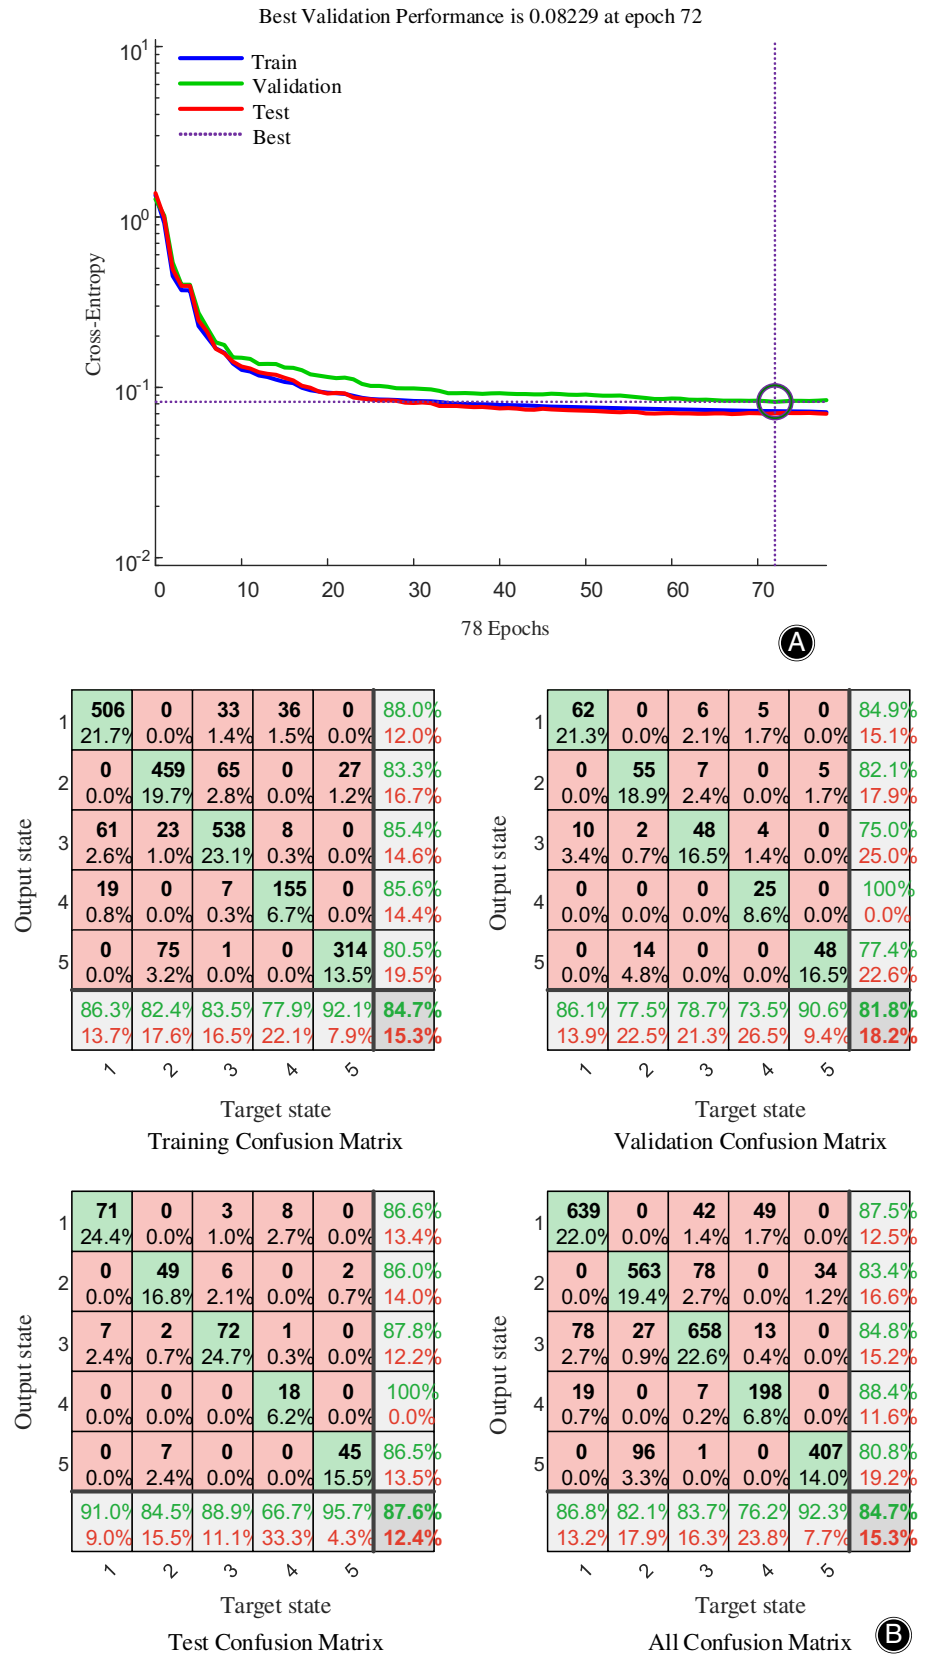 Best Validation Performance is 0.08229 at epoch 72
10^1
Train
Validation
Test
Best
10^0
Cross-Entropy
10^-1
10^-2
0 10 20 30 40 50 60 70
78 Epochs
A
506 0 33 36 0 88.0%
1
21.7% 0.0% 1.4% 1.5% 0.0% 12.0%
0 459 65 0 27 83.3%
2
0.0% 19.7% 2.8% 0.0% 1.2% 16.7%
61 23 538 8 0 85.4%
3
2.6% 1.0% 23.1% 0.3% 0.0% 14.6%
19 0 7 155 0 85.6%
4
0.8% 0.0% 0.3% 6.7% 0.0% 14.4%
0 75 1 0 314 80.5%
5
0.0% 3.2% 0.0% 0.0% 13.5% 19.5%
86.3% 82.4% 83.5% 77.9% 92.1% 84.7%
13.7% 17.6% 16.5% 22.1% 7.9% 15.3%
1 2 3 4 5
Output state
Target state
Training Confusion Matrix
62 0 6 5 0 84.9%
1
21.3% 0.0% 2.1% 1.7% 0.0% 15.1%
0 55 7 0 5 82.1%
2
0.0% 18.9% 2.4% 0.0% 1.7% 17.9%
10 2 48 4 0 75.0%
3
3.4% 0.7% 16.5% 1.4% 0.0% 25.0%
0 0 0 25 0 100%
4
0.0% 0.0% 0.0% 8.6% 0.0% 0.0%
0 14 0 0 48 77.4%
5
0.0% 4.8% 0.0% 0.0% 16.5% 22.6%
86.1% 77.5% 78.7% 73.5% 90.6% 81.8%
13.9% 22.5% 21.3% 26.5% 9.4% 18.2%
1 2 3 4 5
Output state
Target state
Validation Confusion Matrix
71 0 3 8 0 86.6%
1
24.4% 0.0% 1.0% 2.7% 0.0% 13.4%
0 49 6 0 2 86.0%
2
0.0% 16.8% 2.1% 0.0% 0.7% 14.0%
7 2 72 1 0 87.8%
3
2.4% 0.7% 24.7% 0.3% 0.0% 12.2%
0 0 0 18 0 100%
4
0.0% 0.0% 0.0% 6.2% 0.0% 0.0%
0 7 0 0 45 86.5%
5
0.0% 2.4% 0.0% 0.0% 15.5% 13.5%
91.0% 84.5% 88.9% 66.7% 95.7% 87.6%
9.0% 15.5% 11.1% 33.3% 4.3% 12.4%
1 2 3 4 5
Output state
Target state
Test Confusion Matrix
639 0 42 49 0 87.5%
1
22.0% 0.0% 1.4% 1.7% 0.0% 12.5%
0 563 78 0 34 83.4%
2
0.0% 19.4% 2.7% 0.0% 1.2% 16.6%
78 27 658 13 0 84.8%
3
2.7% 0.9% 22.6% 0.4% 0.0% 15.2%
19 0 7 198 0 88.4%
4
0.7% 0.0% 0.2% 6.8% 0.0% 11.6%
0 96 1 0 407 80.8%
5
0.0% 3.3% 0.0% 0.0% 14.0% 19.2%
86.8% 82.1% 83.7% 76.2% 92.3% 84.7%
13.2% 17.9% 16.3% 23.8% 7.7% 15.3%
1 2 3 4 5
Output state
Target state
All Confusion Matrix
B